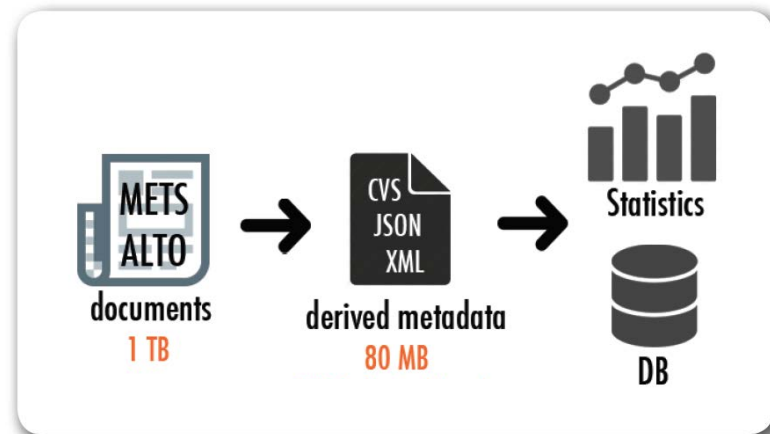 METS
ALTO
documents
1 TB
CVS
JSON
XML
derived metadata
80 MB
Statistics
DB